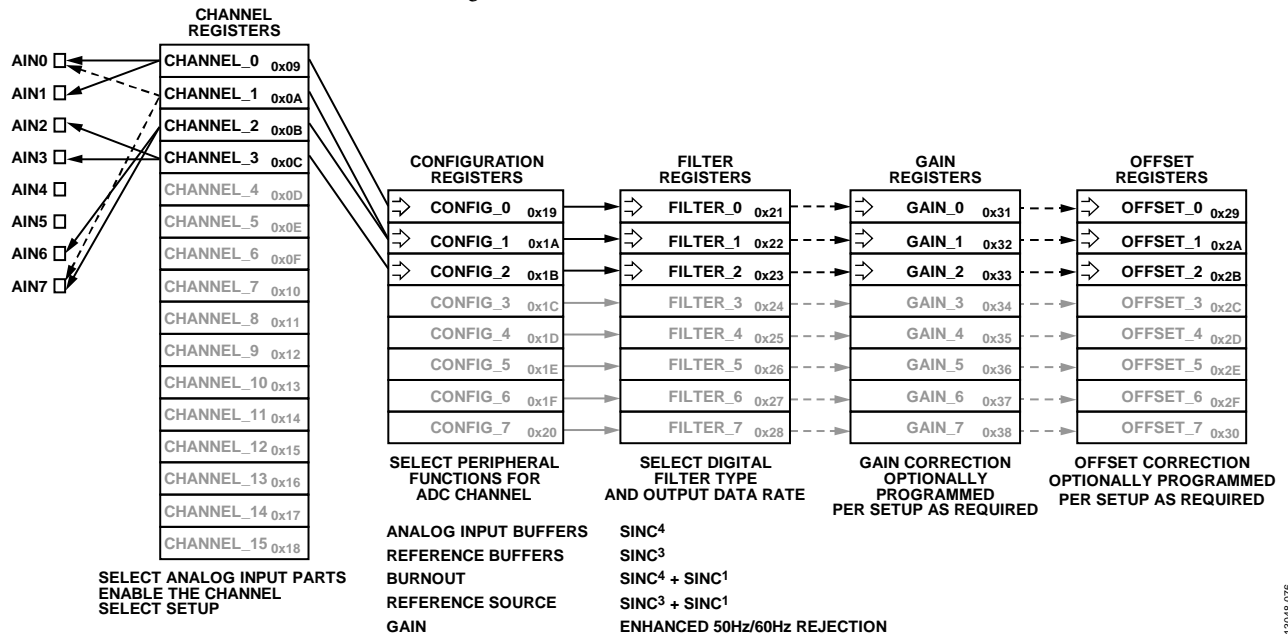 CHANNEL
REGISTERS
AIN0
AIN1
AIN2
AIN3
AIN4
AIN5
AIN6
AIN7
CHANNEL_0 0x09
CHANNEL_1 0x0A
CHANNEL_2 0x0B
CHANNEL_3 0x0C
CHANNEL_4 0x0D
CHANNEL_5 0x0E
CHANNEL_6 0x0F
CHANNEL_7 0x10
CHANNEL_8 0x11
CHANNEL_9 0x12
CHANNEL_10 0x13
CHANNEL_11 0x14
CHANNEL_12 0x15
CHANNEL_13 0x16
CHANNEL_14 0x17
CHANNEL_15 0x18
SELECT ANALOG INPUT PARTS
ENABLE THE CHANNEL
SELECT SETUP
CONFIGURATION
REGISTERS
CONFIG_0 0x19
CONFIG_1 0x1A
CONFIG_2 0x1B
CONFIG_3 0x1C
CONFIG_4 0x1D
CONFIG_5 0x1E
CONFIG_6 0x1F
CONFIG_7 0x20
SELECT PERIPHERAL
FUNCTIONS FOR
ADC CHANNEL
ANALOG INPUT BUFFERS
REFERENCE BUFFERS
BURNOUT
REFERENCE SOURCE
GAIN
FILTER
REGISTERS
FILTER_0 0x21
FILTER_1 0x22
FILTER_2 0x23
FILTER_3 0x24
FILTER_4 0x25
FILTER_5 0x26
FILTER_6 0x27
FILTER_7 0x28
SELECT DIGITAL
FILTER TYPE
AND OUTPUT DATA RATE
SINC4
SINC3
SINC4 + SINC1
SINC3 + SINC1
ENHANCED 50Hz/60Hz REJECTION
GAIN
REGISTERS
GAIN_0 0x31
GAIN_1 0x32
GAIN_2 0x33
GAIN_3 0x34
GAIN_4 0x35
GAIN_5 0x36
GAIN_6 0x37
GAIN_7 0x38
GAIN CORRECTION
OPTIONALLY
PROGRAMMED
PER SETUP AS REQUIRED
OFFSET
REGISTERS
OFFSET_0 0x29
OFFSET_1 0x2A
OFFSET_2 0x2B
OFFSET_3 0x2C
OFFSET_4 0x2D
OFFSET_5 0x2E
OFFSET_6 0x2F
OFFSET_7 0x30
OFFSET CORRECTION
OPTIONALLY PROGRAMMED
PER SETUP AS REQUIRED